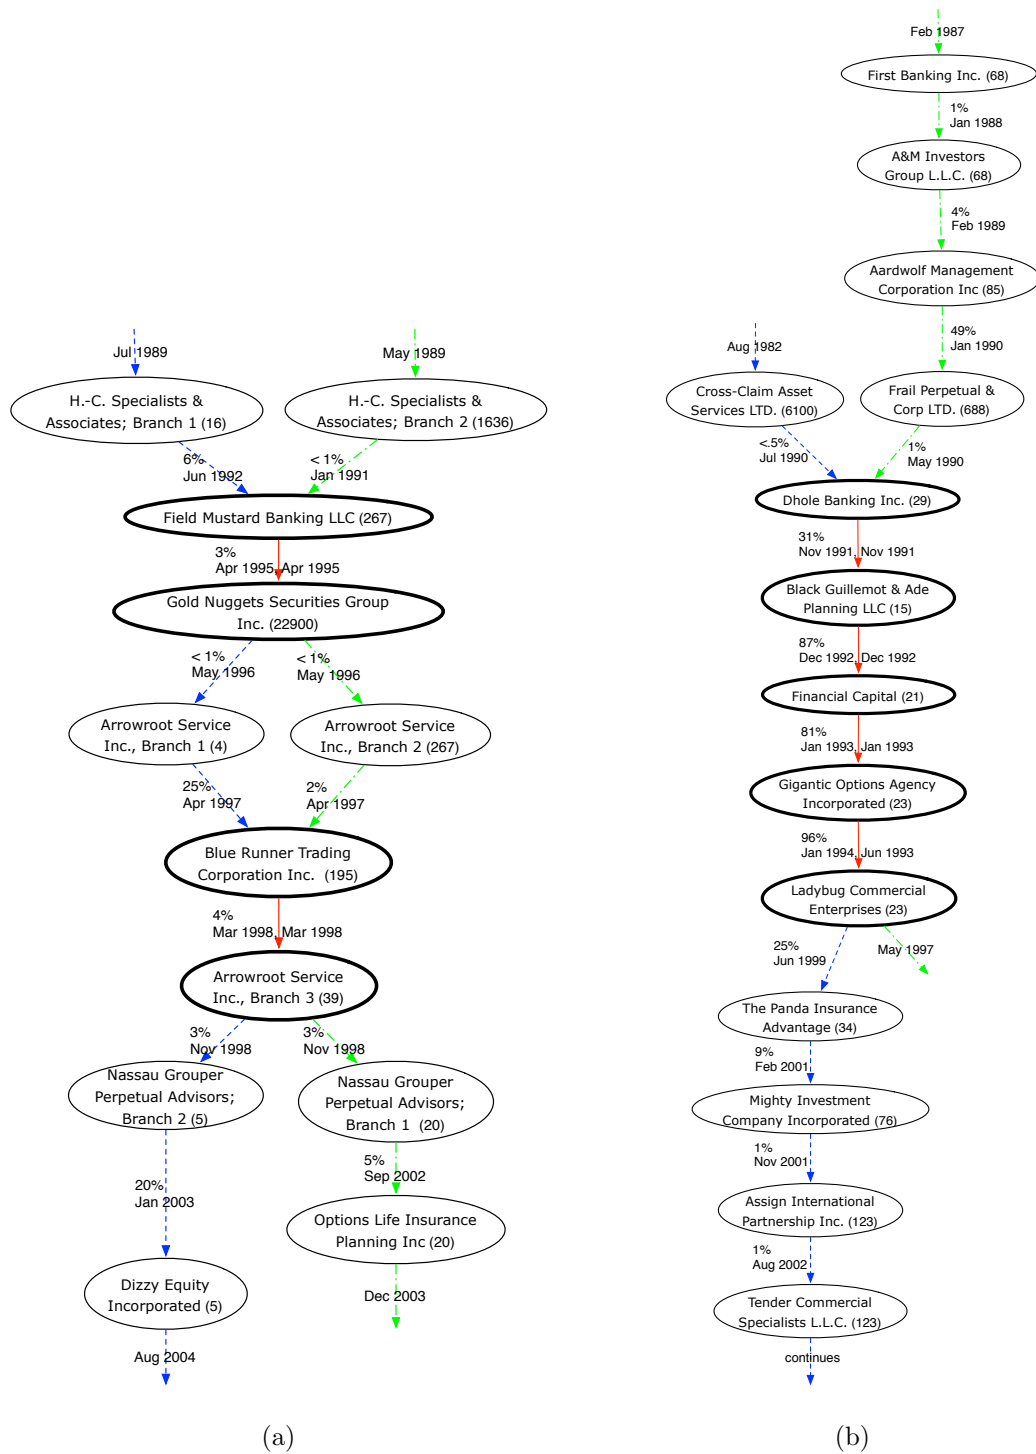 Jul 1989
May 1989
H.-C. Specialists &
Associates; Branch 1 (16)
H.-C. Specialists &
Associates; Branch 2 (1636)
6%
Jun 1992
< 1%
Jan 1991
Field Mustard Banking LLC (267)
3%
Apr 1995, Apr 1995
Gold Nuggets Securities Group
Inc. (22900)
< 1%
May 1996
< 1%
May 1996
Arrowroot Service
Inc., Branch 1 (4)
Arrowroot Service
Inc., Branch 2 (267)
25%
Apr 1997
2%
Apr 1997
Blue Runner Trading
Corporation Inc. (195)
4%
Mar 1998, Mar 1998
Arrowroot Service
Inc., Branch 3 (39)
3%
Nov 1998
3%
Nov 1998
Nassau Grouper
Perpetual Advisors;
Branch 2 (5)
Nassau Grouper
Perpetual Advisors;
Branch 1 (20)
20%
Jan 2003
5%
Sep 2002
Options Life Insurance
Planning Inc (20)
Dizzy Equity
Incorporated (5)
Dec 2003
Aug 2004
(a)
Feb 1987
First Banking Inc. (68)
1%
Jan 1988
A&M Investors
Group L.L.C. (68)
4%
Feb 1989
Aardwolf Management
Corporation Inc (85)
49%
Jan 1990
Aug 1982
Cross-Claim Asset
Services LTD. (6100)
Frail Perpetual &
Corp LTD. (688)
<.5%
Jul 1990
1%
May 1990
Dhole Banking Inc. (29)
31%
Nov 1991, Nov 1991
Black Guillemot & Ade
Planning LLC (15)
87%
Dec 1992, Dec 1992
Financial Capital (21)
81%
Jan 1993, Jan 1993
Gigantic Options Agency
Incorporated (23)
96%
Jan 1994, Jun 1993
Ladybug Commercial
Enterprises (23)
25%
Jun 1999
May 1997
The Panda Insurance
Advantage (34)
9%
Feb 2001
Mighty Investment
Company Incorporated (76)
1%
Nov 2001
Assign International
Partnership Inc. (123)
1%
Aug 2002
Tender Commercial
Specialists L.L.C. (123)
continues
(b)